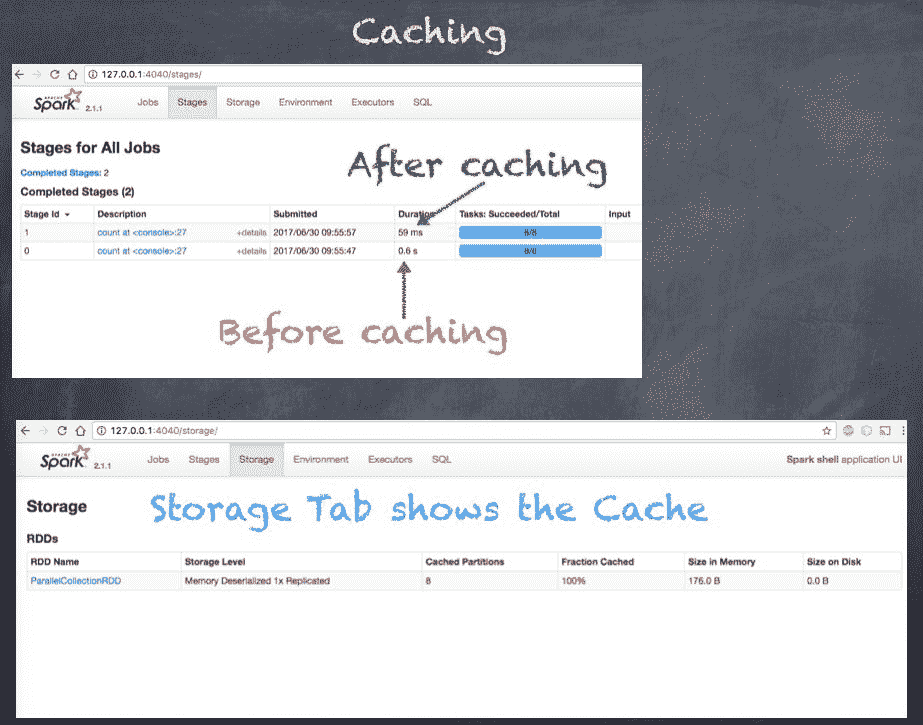 Caching
127.0.0.1:4040/stages/
APACHE
Spark 2.1.1 Jobs Stages Storage Environment Executors SQL
Stages for All Jobs
After caching
Completed Stages: 2
Completed Stages (2)
Stage Id Description Submitted Duration Tasks: Succeeded/Total Input
1 count at <console>:27 +details 2017/06/30 09:55:57 59 ms 8/8
0 count at <console>:27 +details 2017/06/30 09:55:47 0.6 s 8/8
Before caching
127.0.0.1:4040/storage/
APACHE
Spark 2.1.1 Jobs Stages Storage Environment Executors SQL Spark shell application UI
Storage
Storage Tab shows the Cache
RDDs
RDD Name Storage Level Cached Partitions Fraction Cached Size in Memory Size on Disk
ParallelCollectionRDD Memory Deserialized 1x Replicated 8 100% 176.0 B 0.0 B